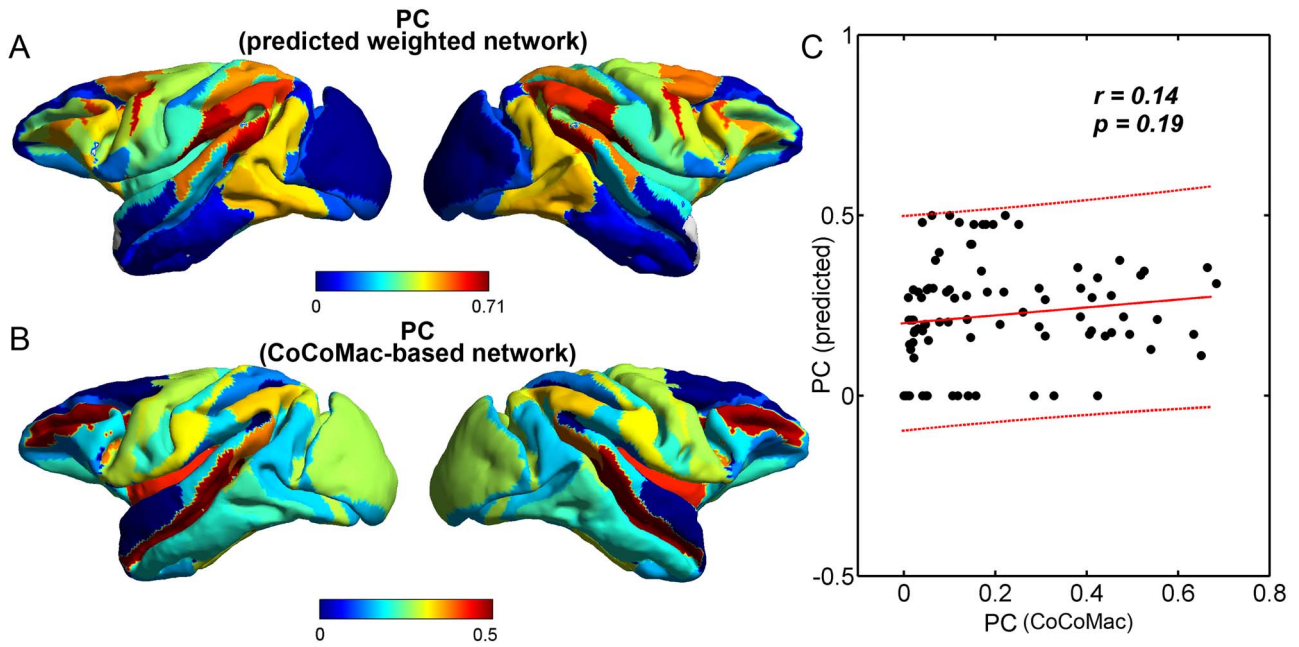 A
PC
(predicted weighted network)
0
0.71
B
PC
(CoCoMac-based network)
0
0.5
C
1
0.5
0
-0.5
PC (predicted)
r = 0.14
p = 0.19
0
0.2
0.4
0.6
0.8
PC (CoCoMac)